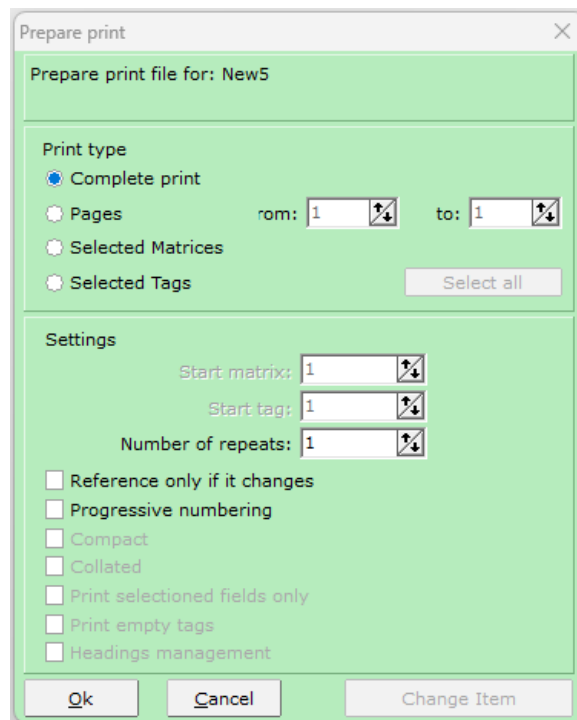 Prepare print
Prepare print file for: New5
Print type
Complete print
Pages rom: 1 to: 1
Selected Matrices
Selected Tags Select all
Settings
Start matrix: 1
Start tag: 1
Number of repeats: 1
Reference only if it changes
Progressive numbering
Compact
Collated
Print selectioned fields only
Print empty tags
Headings management
Ok Cancel Change Item